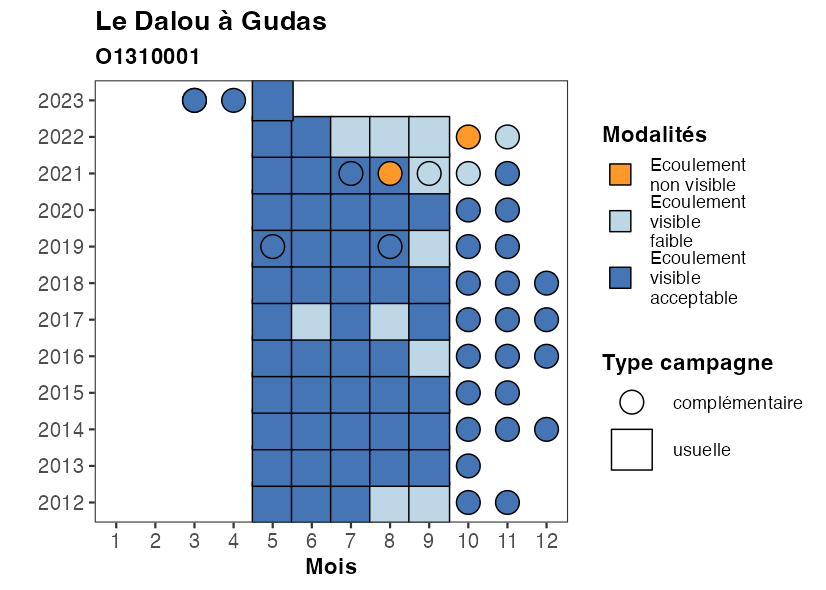 Le Dalou à Gudas
O1310001
2023
2022
2021
2020
2019
2018
2017
2016
2015
2014
2013
2012
1 2 3 4 5 6 7 8 9 10 11 12
Mois
Modalités
Ecoulement
non visible
Ecoulement
visible
faible
Ecoulement
visible
acceptable
Type campagne
complémentaire
usuelle